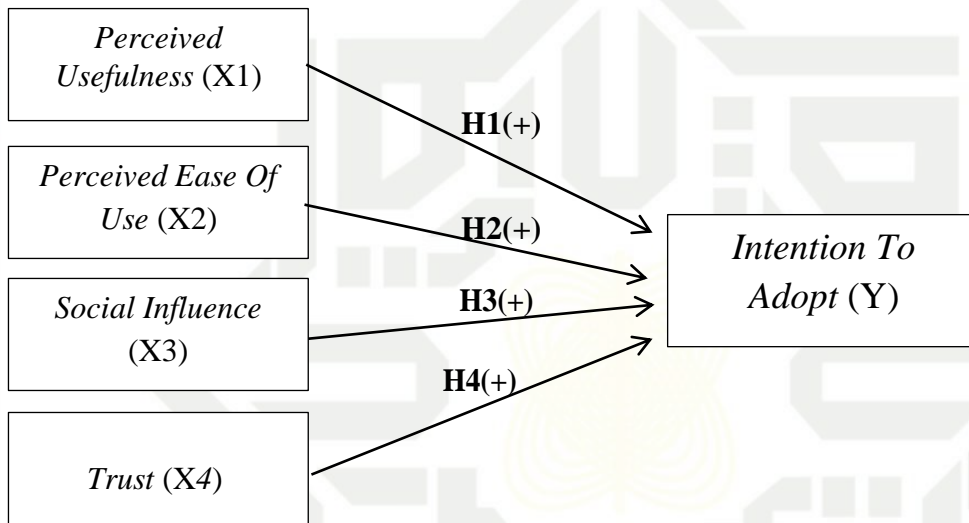 Perceived
Usefulness (X1)
H1(+)
Perceived Ease Of
Use (X2)
H2(+)
Social Influence
(X3)
H3(+)
Trust (X4)
H4(+)
Intention To
Adopt (Y)